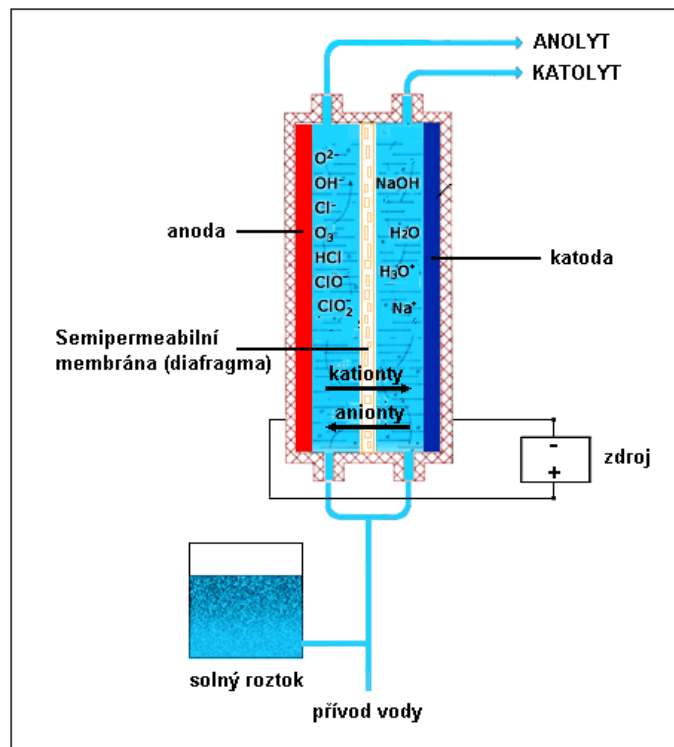 ANOLYT
KATOLYT
O²⁻
OH⁻
Cl⁻
O₃
HCl
ClO⁻
ClO₂⁻
NaOH
H₂O
H₃O⁺
Na⁺
anoda
katoda
Semipermeabilní
membrána (diafragma)
kationty
anionty
-
+
zdroj
solný roztok
přívod vody